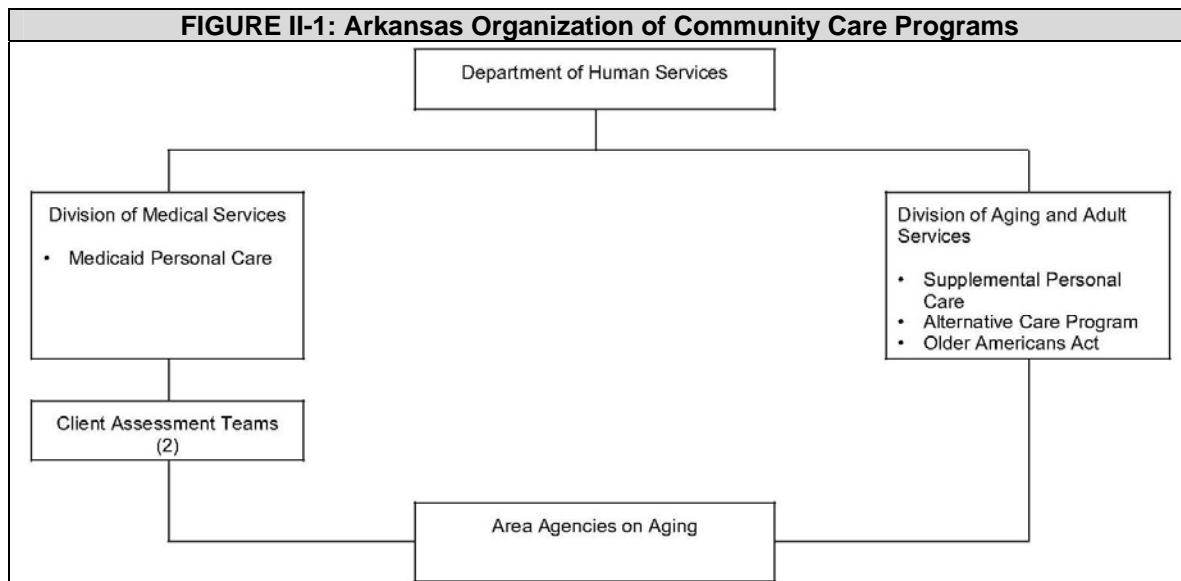 FIGURE II-1: Arkansas Organization of Community Care Programs
Department of Human Services
Division of Medical Services
• Medicaid Personal Care
Division of Aging and Adult
Services
• Supplemental Personal
Care
• Alternative Care Program
• Older Americans Act
Client Assessment Teams
(2)
Area Agencies on Aging